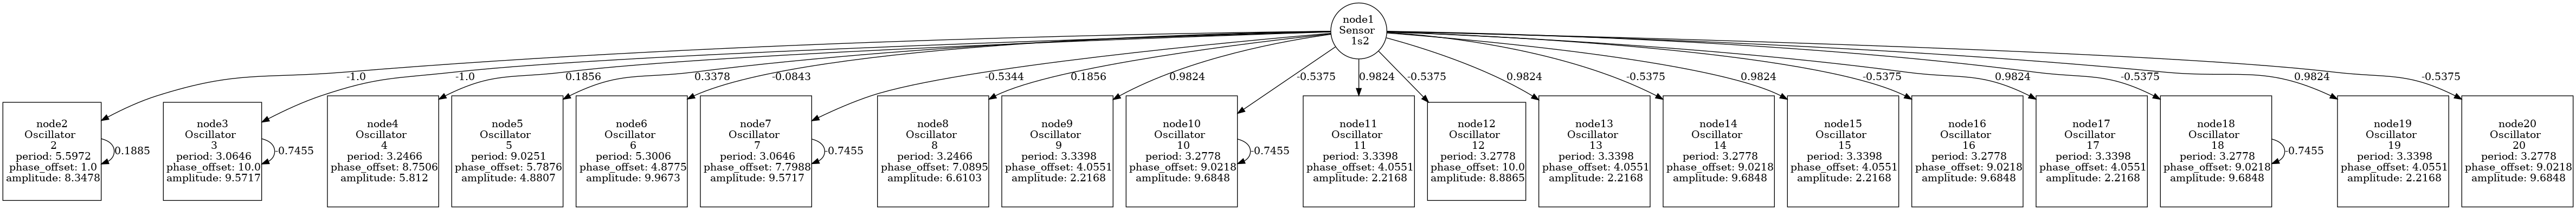 node1
Sensor
1s2
-1.0
-1.0
0.1856
0.3378
-0.0843
-0.5344
0.1856
0.9824
-0.5375
0.9824
-0.5375
0.9824
-0.5375
0.9824
-0.5375
0.9824
-0.5375
0.9824
-0.5375
node2
Oscillator
2
period: 5.5972
phase_offset: 1.0
amplitude: 8.3478
0.1885
node3
Oscillator
3
period: 3.0646
phase_offset: 10.0
amplitude: 9.5717
-0.7455
node4
Oscillator
4
period: 3.2466
phase_offset: 8.7506
amplitude: 5.812
node5
Oscillator
5
period: 9.0251
phase_offset: 5.7876
amplitude: 4.8807
node6
Oscillator
6
period: 5.3006
phase_offset: 4.8775
amplitude: 9.9673
node7
Oscillator
7
period: 3.0646
phase_offset: 7.7988
amplitude: 9.5717
-0.7455
node8
Oscillator
8
period: 3.2466
phase_offset: 7.0895
amplitude: 6.6103
node9
Oscillator
9
period: 3.3398
phase_offset: 4.0551
amplitude: 2.2168
node10
Oscillator
10
period: 3.2778
phase_offset: 9.0218
amplitude: 9.6848
-0.7455
node11
Oscillator
11
period: 3.3398
phase_offset: 4.0551
amplitude: 2.2168
node12
Oscillator
12
period: 3.2778
phase_offset: 10.0
amplitude: 8.8865
node13
Oscillator
13
period: 3.3398
phase_offset: 4.0551
amplitude: 2.2168
node14
Oscillator
14
period: 3.2778
phase_offset: 9.0218
amplitude: 9.6848
node15
Oscillator
15
period: 3.3398
phase_offset: 4.0551
amplitude: 2.2168
node16
Oscillator
16
period: 3.2778
phase_offset: 9.0218
amplitude: 9.6848
node17
Oscillator
17
period: 3.3398
phase_offset: 4.0551
amplitude: 2.2168
node18
Oscillator
18
period: 3.2778
phase_offset: 9.0218
amplitude: 9.6848
-0.7455
node19
Oscillator
19
period: 3.3398
phase_offset: 4.0551
amplitude: 2.2168
node20
Oscillator
20
period: 3.2778
phase_offset: 9.0218
amplitude: 9.6848